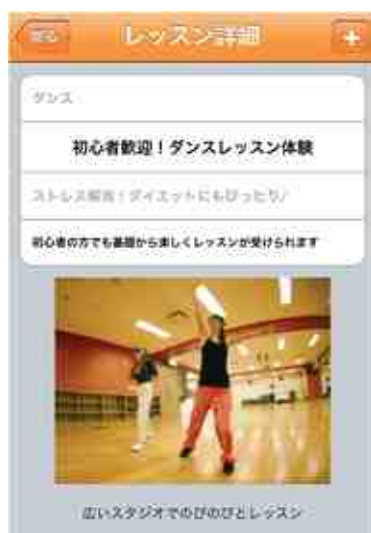 戻る
レッスン詳細
+
ダンス
初心者歓迎!ダンスレッスン体験
ストレス解消!ダイエットにもぴったり♪
初心者の方でも基礎から楽しくレッスンが受けられます
広いスタジオでのびのびとレッスン